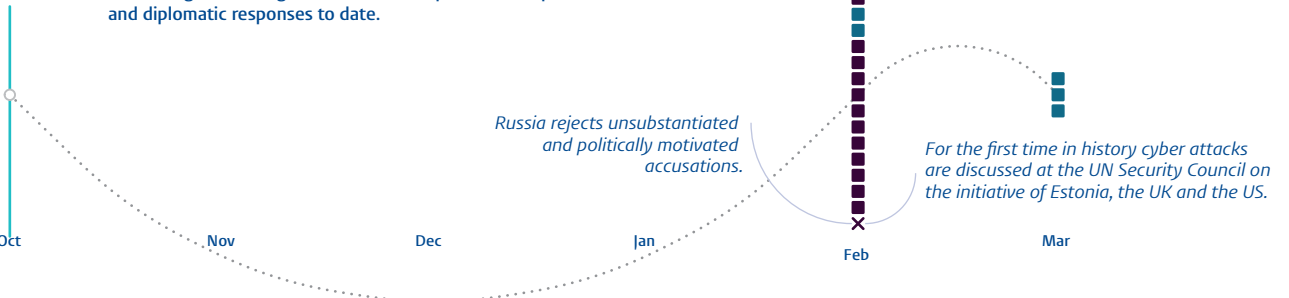 and diplomatic responses to date.
Russia rejects unsubstantiated
and politically motivated
accusations.
For the first time in history cyber attacks
are discussed at the UN Security Council on
the initiative of Estonia, the UK and the US.
Oct
Nov
Dec
Jan
Feb
Mar